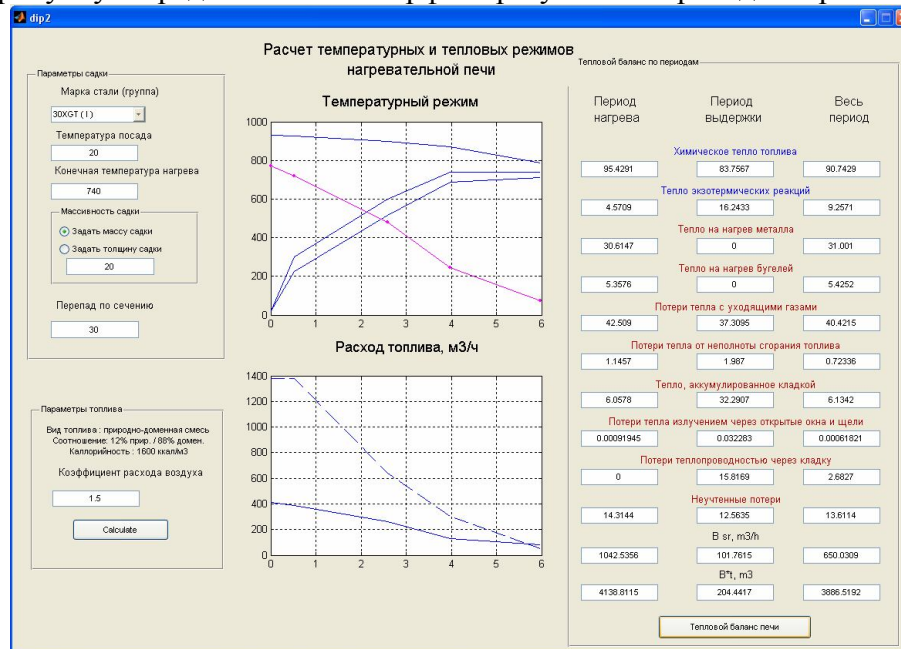 dip2
Расчет температурных и тепловых режимов
нагревательной печи
Параметры садки
Марка стали (группа)
30XGT ( I )
Температура посада
20
Конечная температура нагрева
740
Массивность садки
Задать массу садки
Задать толщину садки
20
Перепад по сечению
30
Параметры топлива
Вид топлива : природно-доменная смесь
Соотношение: 12% прир. / 88% домен.
Каллорийность : 1600 ккал/м3
Коэффициент расхода воздуха
1.5
Calculate
Температурный режим
1000
800
600
400
200
0
0 1 2 3 4 5 6
Расход топлива, м3/ч
1400
1200
1000
800
600
400
200
0
0 1 2 3 4 5 6
Тепловой баланс по периодам
Период нагрева Период выдержки Весь период
Химическое тепло топлива
95.4291 83.7567 90.7429
Тепло экзотермических реакций
4.5709 16.2433 9.2571
Тепло на нагрев металла
30.6147 0 31.001
Тепло на нагрев бугелей
5.3576 0 5.4252
Потери тепла с уходящими газами
42.509 37.3095 40.4215
Потери тепла от неполноты сгорания топлива
1.1457 1.987 0.72336
Тепло, аккумулированное кладкой
6.0578 32.2907 6.1342
Потери тепла излучением через открытые окна и щели
0.00091945 0.032283 0.00061821
Потери теплопроводностью через кладку
0 15.8169 2.6827
Неучтенные потери
14.3144 12.5635 13.6114
B sr, m3/h
1042.5356 101.7615 650.0309
B*t, m3
4138.8115 204.4417 3886.5192
Тепловой баланс печи